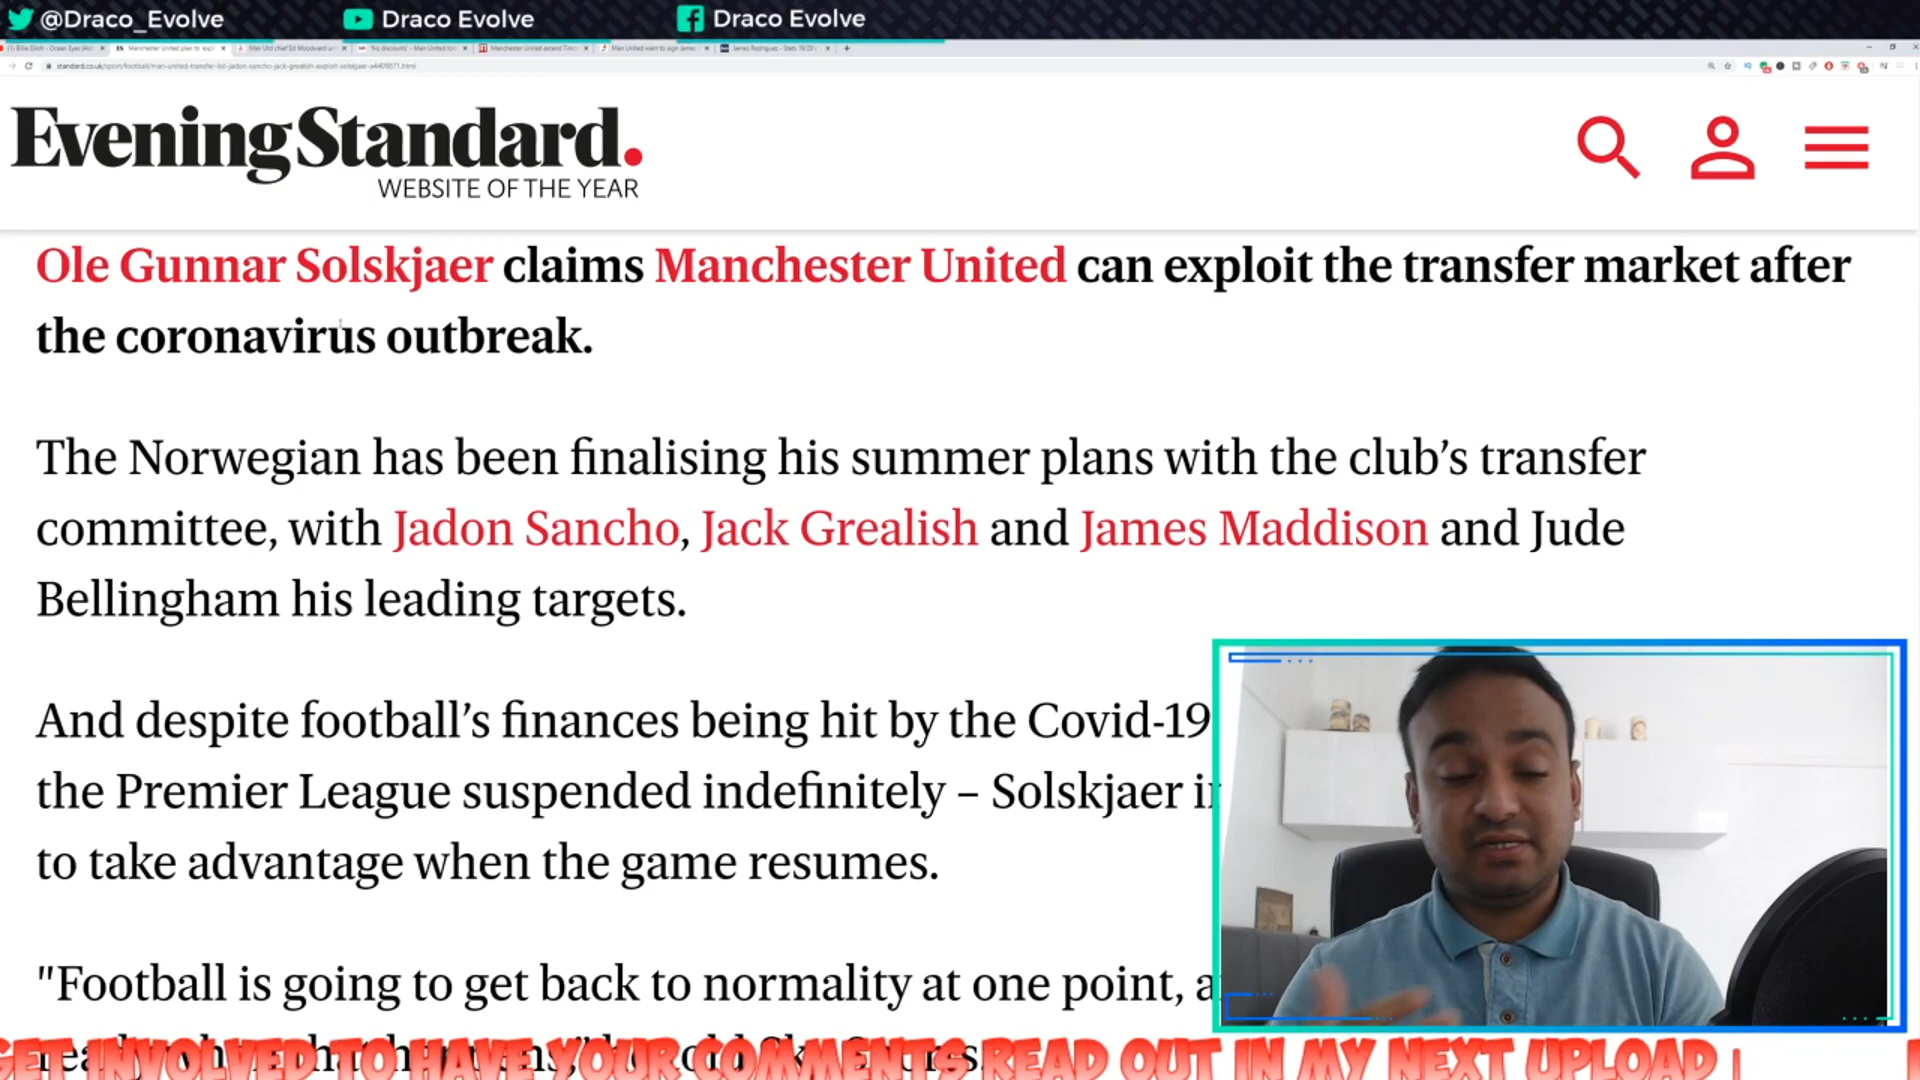 @Draco_Evolve Draco Evolve Draco Evolve
Evening Standard.
WEBSITE OF THE YEAR
Ole Gunnar Solskjaer claims Manchester United can exploit the transfer market after
the coronavirus outbreak.
The Norwegian has been finalising his summer plans with the club’s transfer
committee, with Jadon Sancho, Jack Grealish and James Maddison and Jude
Bellingham his leading targets.
And despite football’s finances being hit by the Covid-19
the Premier League suspended indefinitely – Solskjaer
to take advantage when the game resumes.
"Football is going to get back to normality at one point,
GET INVOLVED TO HAVE YOUR COMMENTS READ OUT IN MY NEXT UPLOAD |